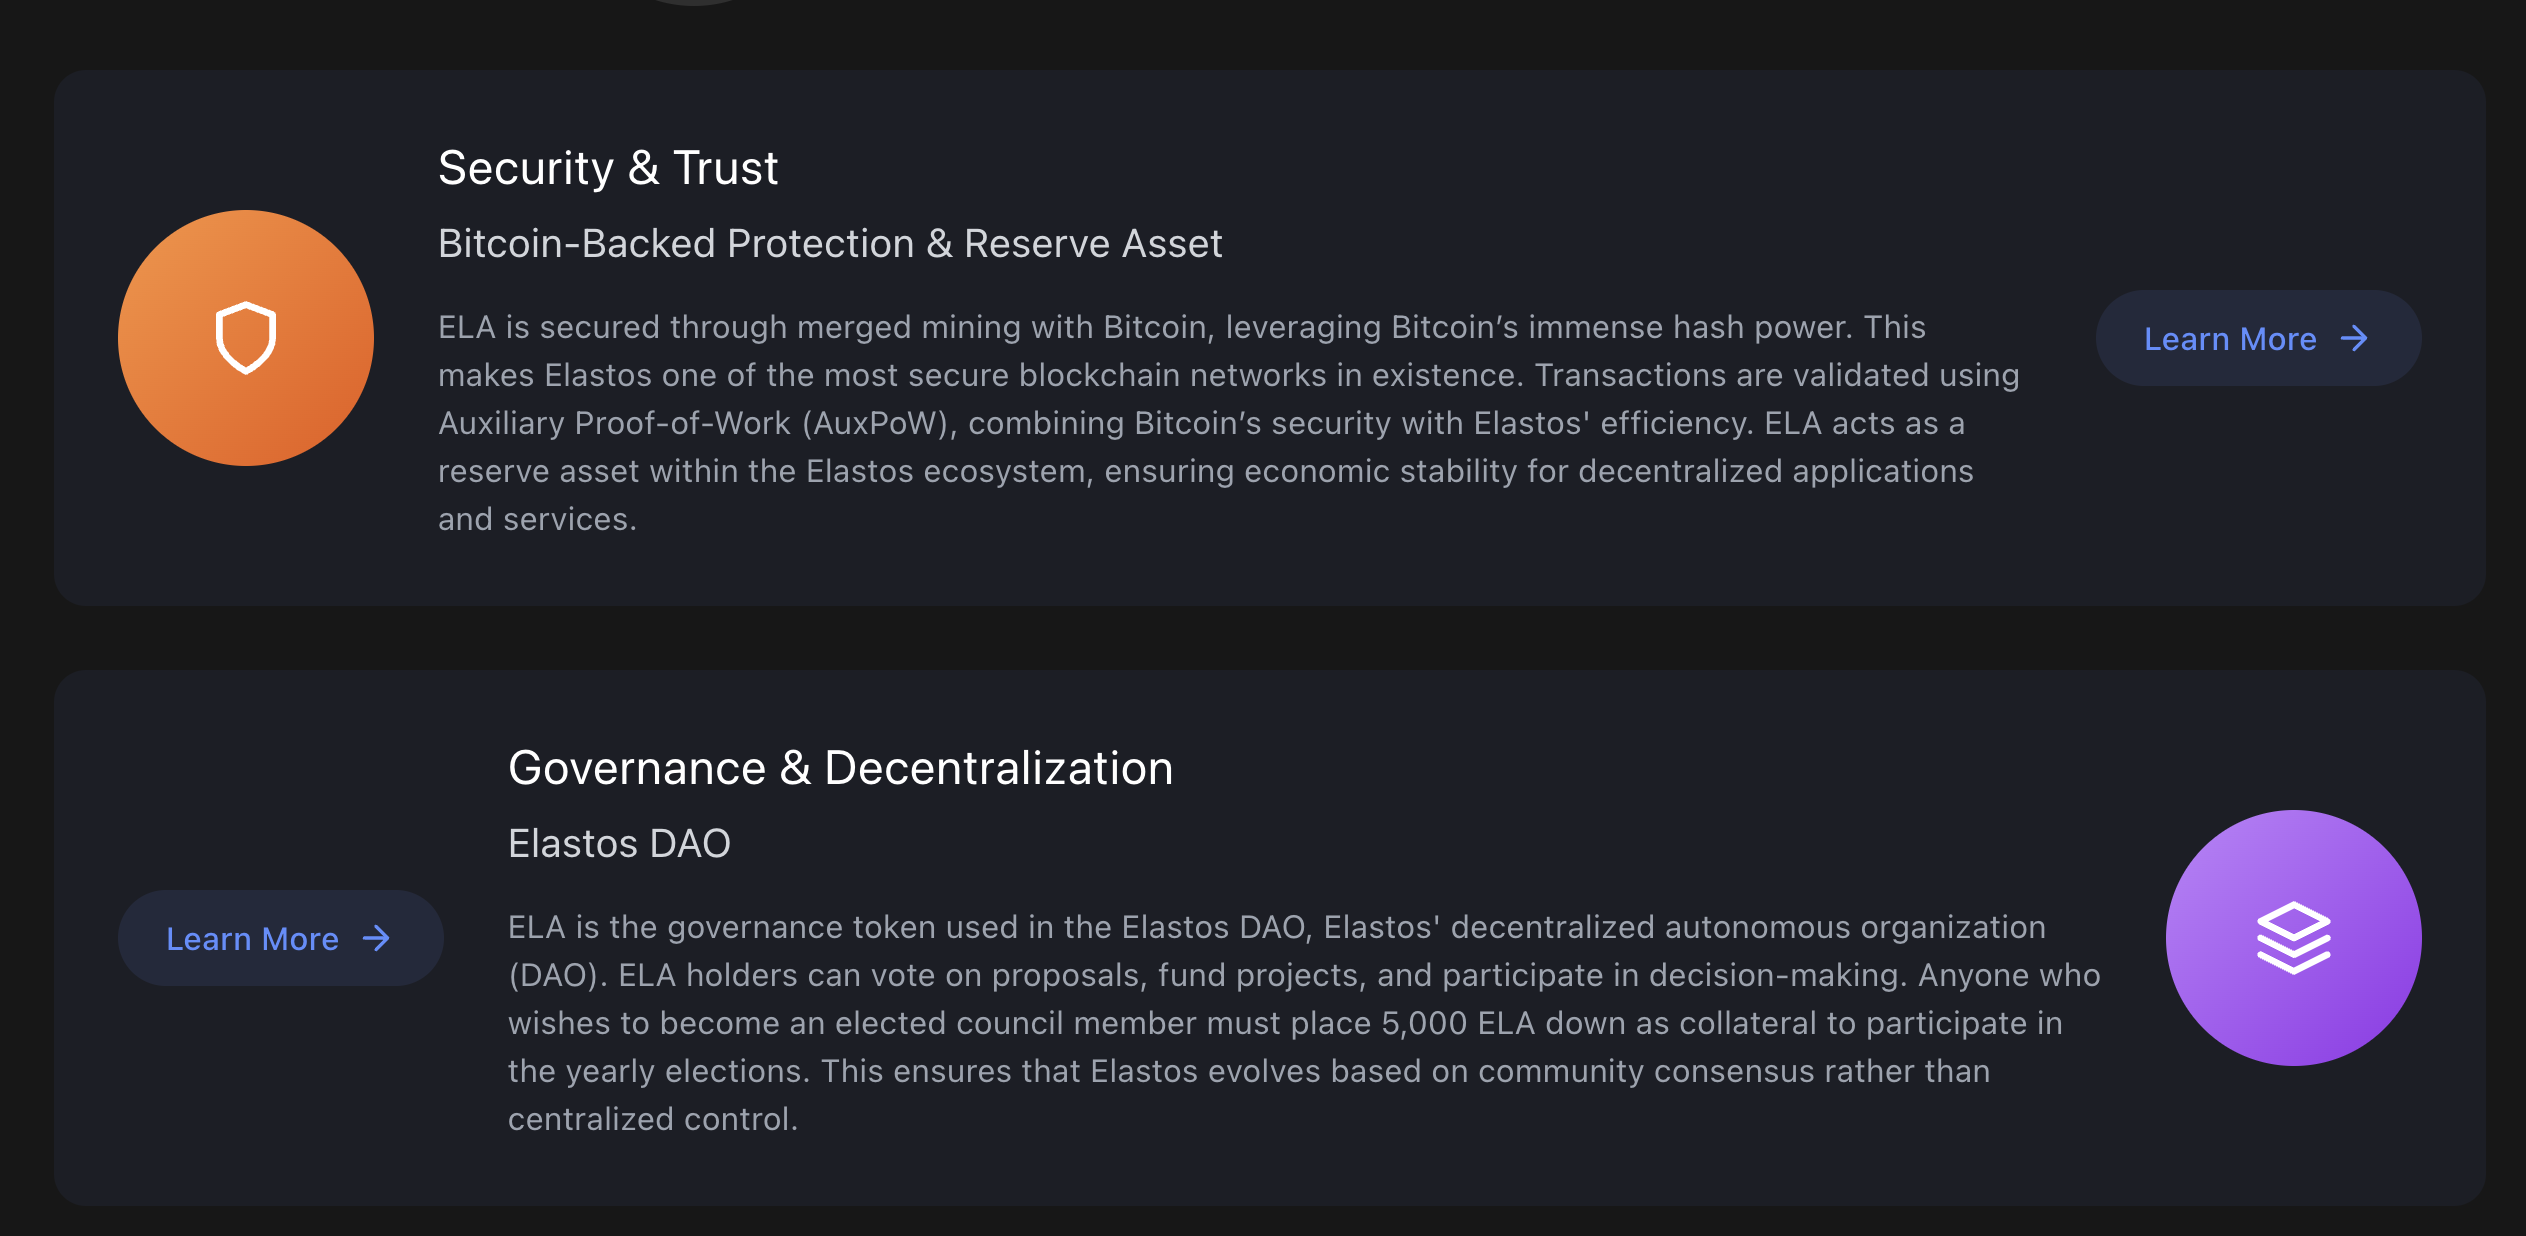 Security & Trust
Bitcoin-Backed Protection & Reserve Asset
ELA is secured through merged mining with Bitcoin, leveraging Bitcoin’s immense hash power. This
makes Elastos one of the most secure blockchain networks in existence. Transactions are validated using
Auxiliary Proof-of-Work (AuxPoW), combining Bitcoin’s security with Elastos' efficiency. ELA acts as a
reserve asset within the Elastos ecosystem, ensuring economic stability for decentralized applications
and services.
Learn More
Governance & Decentralization
Elastos DAO
ELA is the governance token used in the Elastos DAO, Elastos' decentralized autonomous organization
(DAO). ELA holders can vote on proposals, fund projects, and participate in decision-making. Anyone who
wishes to become an elected council member must place 5,000 ELA down as collateral to participate in
the yearly elections. This ensures that Elastos evolves based on community consensus rather than
centralized control.
Learn More